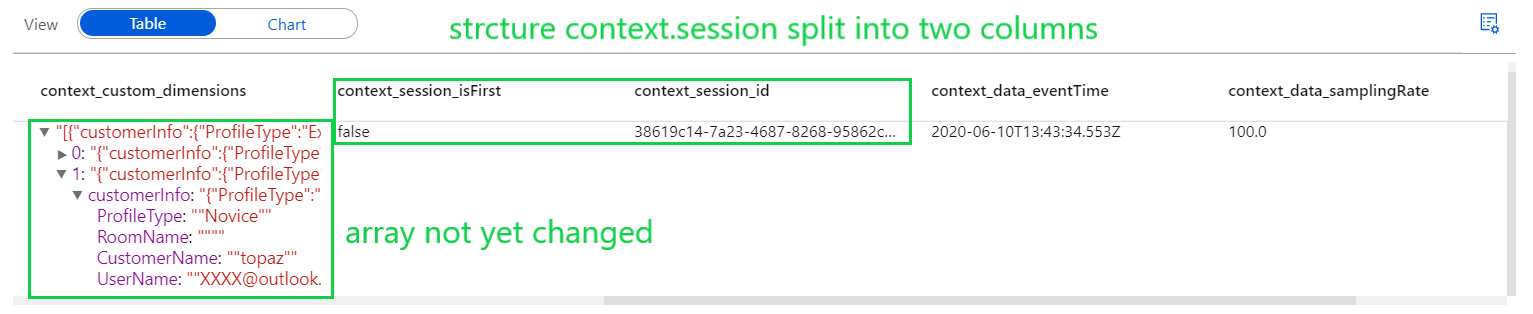 View Table Chart strcture context.session split into two columns
context_custom_dimensions context_session_isFirst context_session_id context_data_eventTime context_data_samplingRate
"[{"customerInfo":{"ProfileType":"Ex false 38619c14-7a23-4687-8268-95862c... 2020-06-10T13:43:34.553Z 100.0
0: "{"customerInfo":{"ProfileType
1: "{"customerInfo":{"ProfileType
customerInfo: "{"ProfileType":"
ProfileType: ""Novice""
RoomName: """" array not yet changed
CustomerName: ""topaz""
UserName: ""XXXX@outlook.